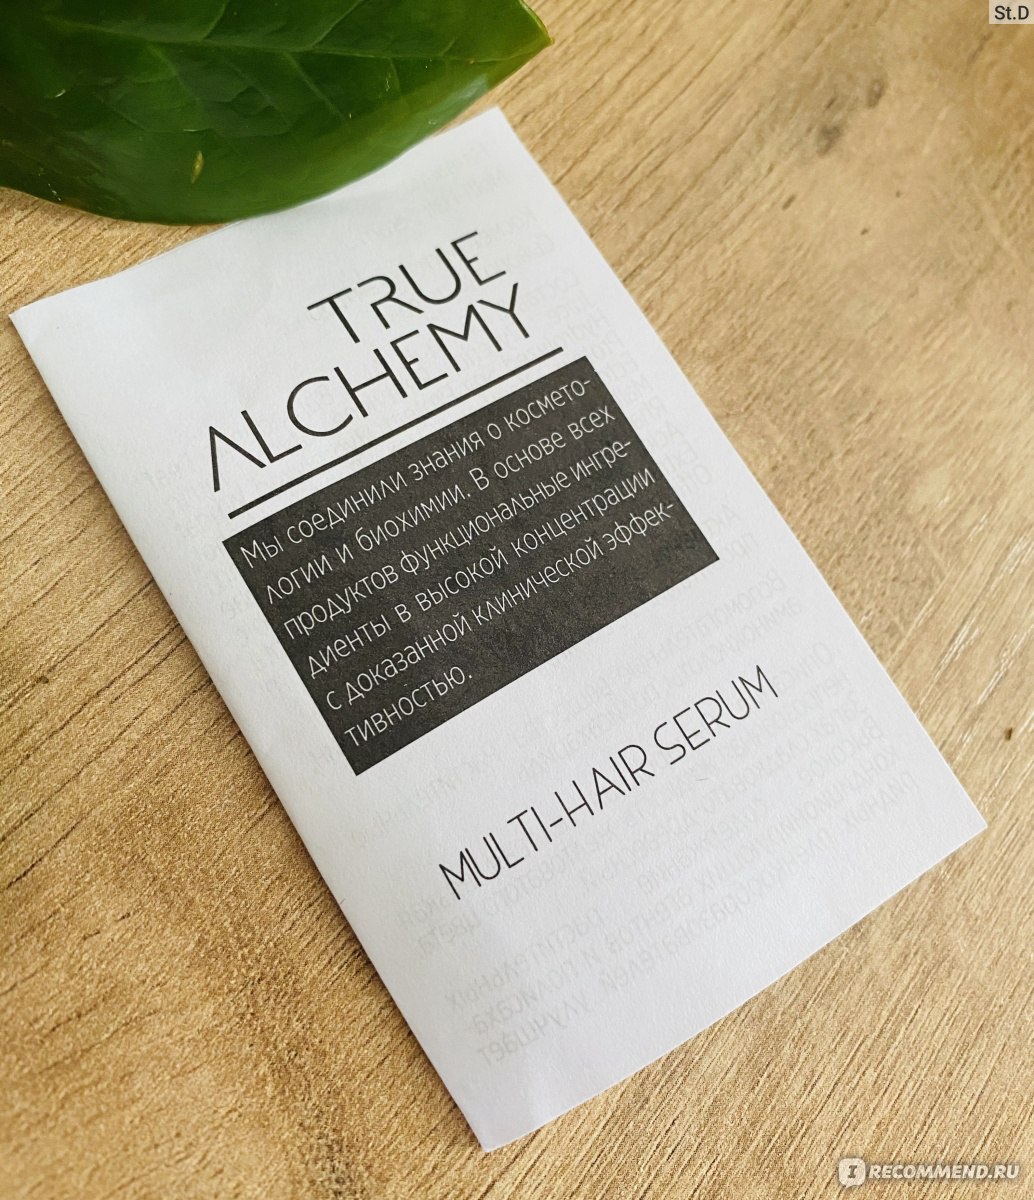 St.D
TRUE
ALCHEMY
Мы соединили знания о космето-
логии и биохимии. В основе всех
продуктов функциональные ингре-
диенты в высокой концентрации
с доказанной клинической эффек-
тивностью.
MULTI-HAIR SERUM
I RECOMMEND.RU